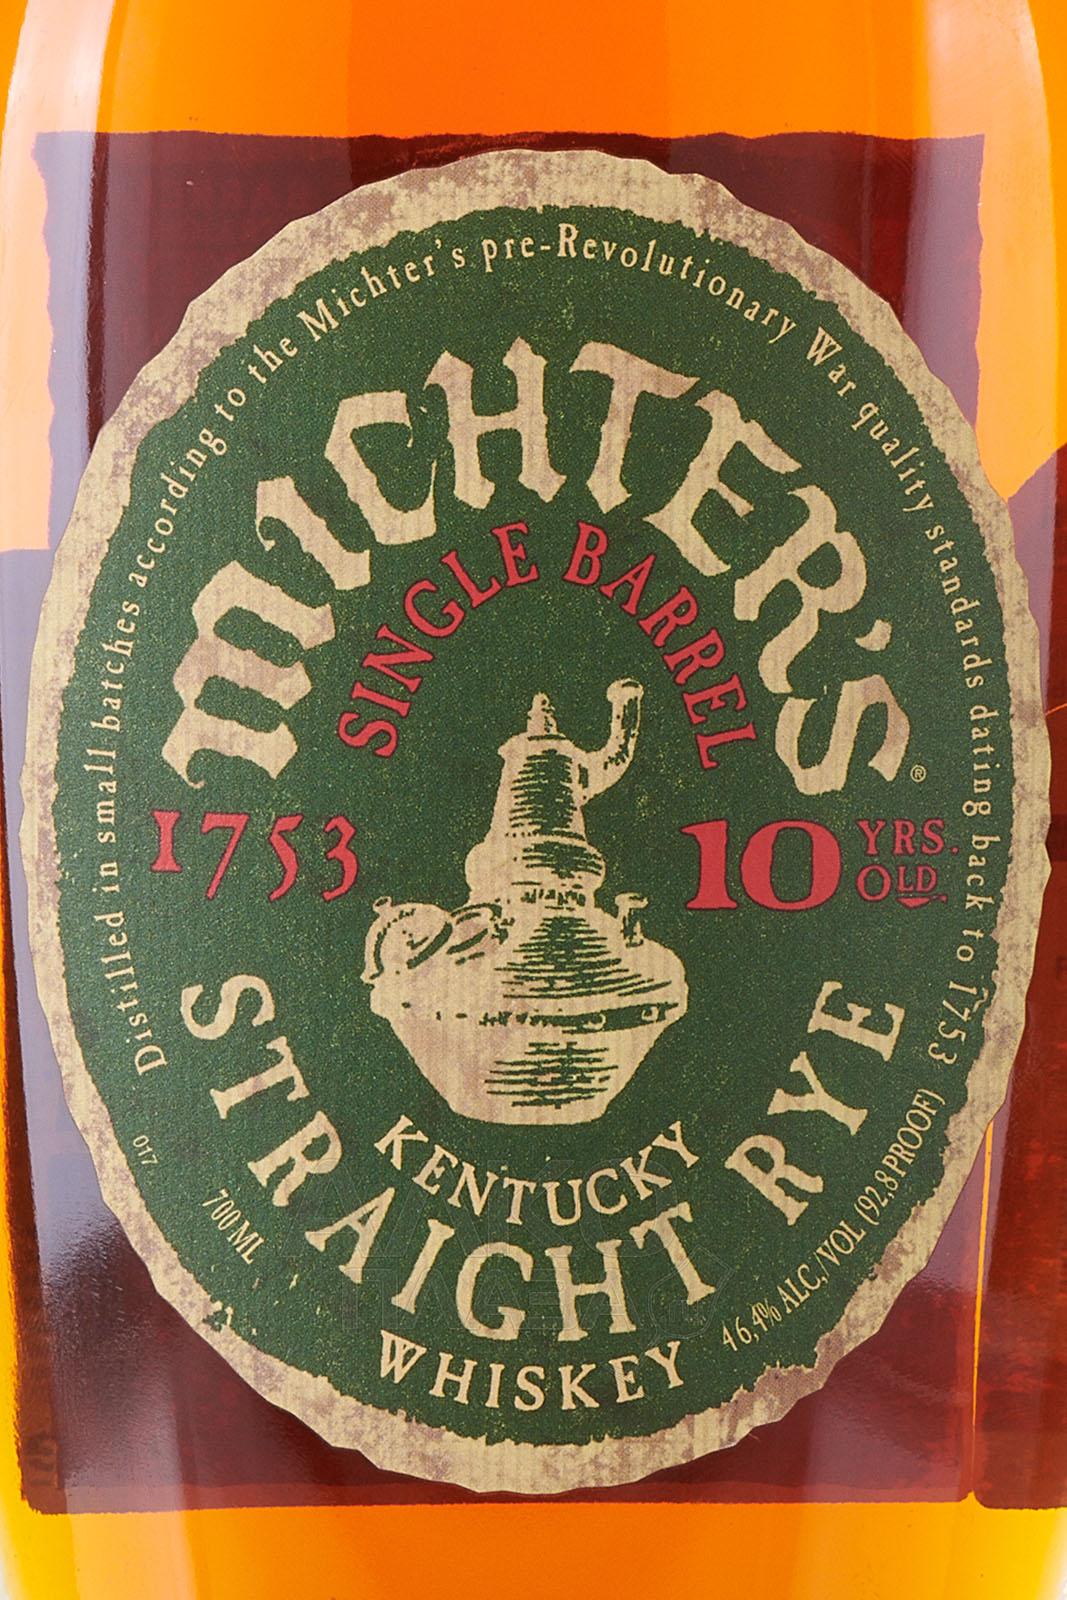 Distilled in small batches according to the Michter's pre-Revolutionary War quality standards dating back to 1753
MICHTER'S®
SINGLE BARREL
1753
10 YRS. OLD.
KENTUCKY
STRAIGHT RYE
WHISKEY
017
700 ML
46,4% ALC./VOL (92,8 PROOF)